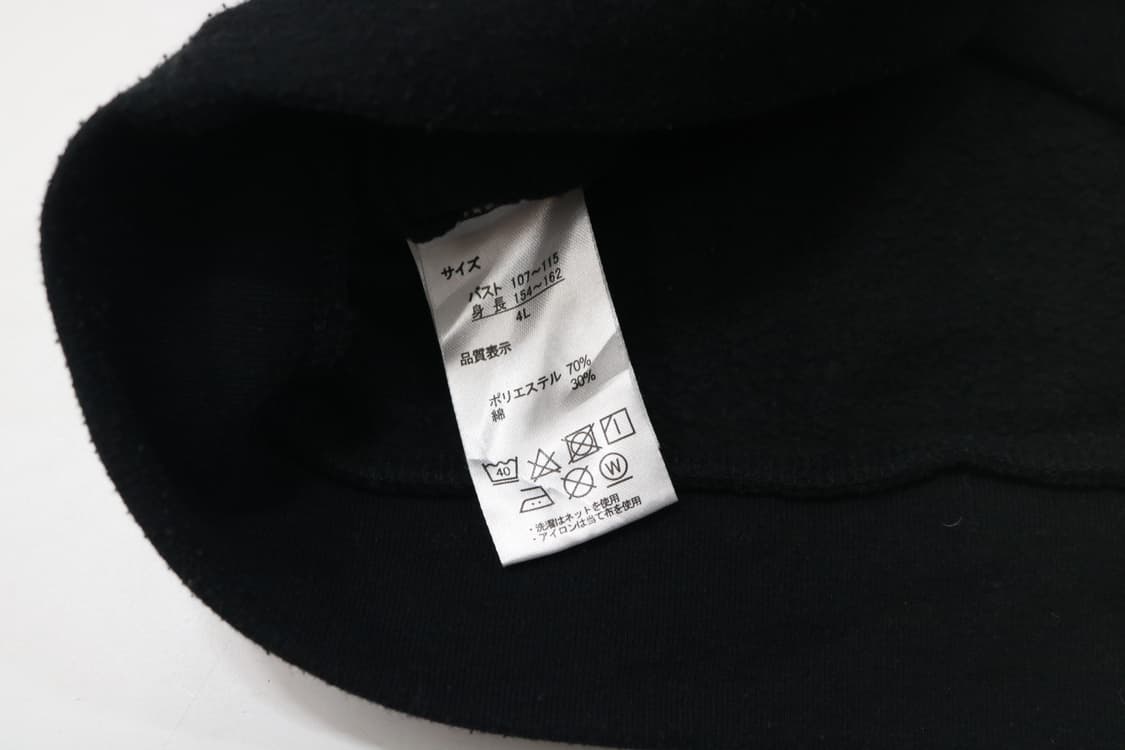 サイズ
バスト 107～115
身長 154～162
4L
品質表示
ポリエステル 70%
綿 30%
40
W
・洗濯はネットを使用
・アイロンは当て布を使用